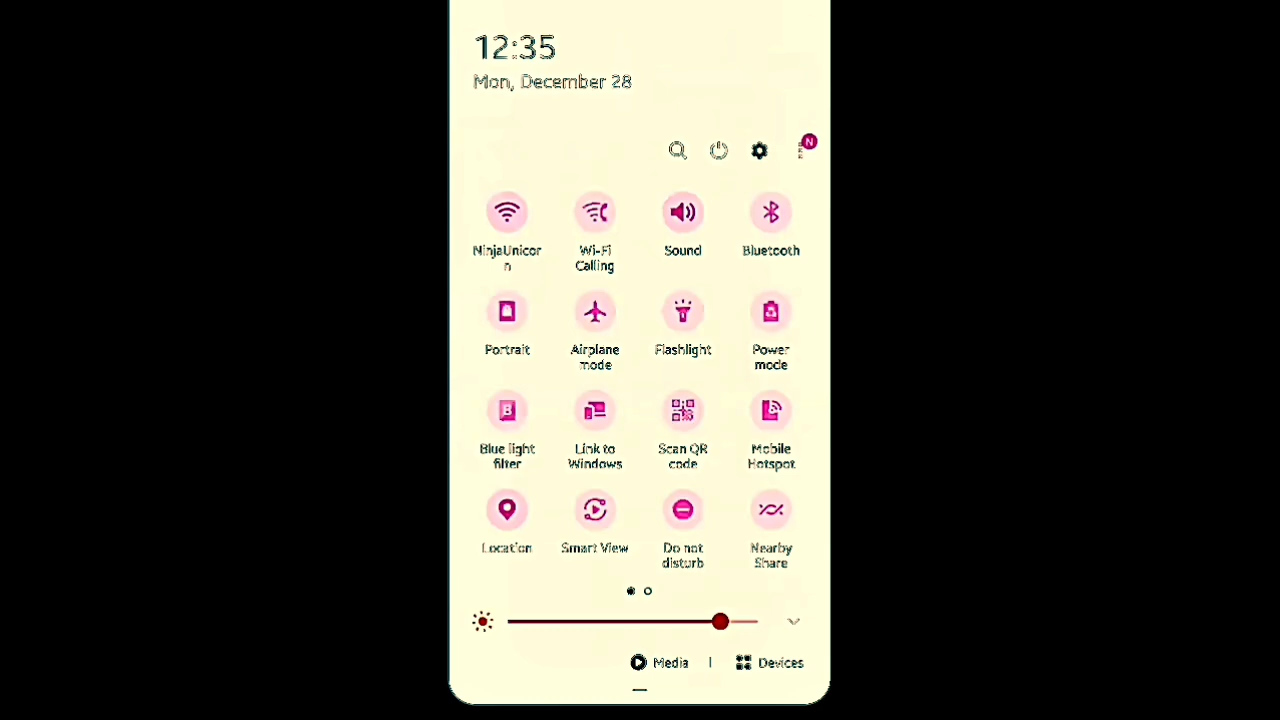 12:35
Mon, December 28
N
NinjaUnicor
n
Wi-Fi
Calling
Sound
Bluetooth
Portrait
Airplane
mode
Flashlight
Power
mode
Blue light
filter
Link to
Windows
Scan QR
code
Mobile
Hotspot
Location
Smart View
Do not
disturb
Nearby
Share
Media | Devices